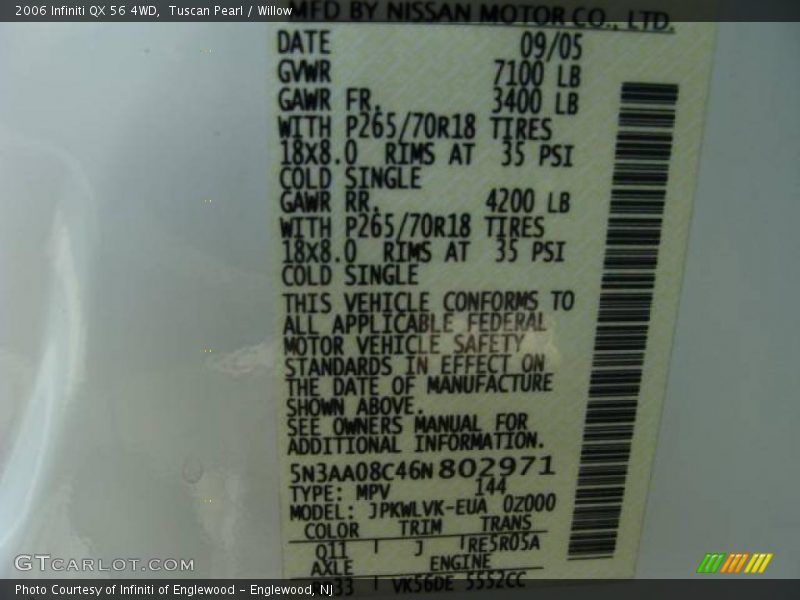 2006 Infiniti QX 56 4WD,  Tuscan Pearl / Willow
MFD BY NISSAN MOTOR CO., LTD.
DATE 09/05
GVWR 7100 LB
GAWR FR. 3400 LB
WITH P265/70R18 TIRES
18X8.0 RIMS AT 35 PSI
COLD SINGLE
GAWR RR. 4200 LB
WITH P265/70R18 TIRES
18X8.0 RIMS AT 35 PSI
COLD SINGLE
THIS VEHICLE CONFORMS TO
ALL APPLICABLE FEDERAL
MOTOR VEHICLE SAFETY
STANDARDS IN EFFECT ON
THE DATE OF MANUFACTURE
SHOWN ABOVE.
SEE OWNERS MANUAL FOR
ADDITIONAL INFORMATION.
5N3AA08C46N802971
TYPE: MPV 144
MODEL: JPKWLVK-EUA 0Z000
COLOR TRIM TRANS
Q11 J RE5R05A
AXLE ENGINE
VK56DE 5552CC
GTCARLOT.COM
Photo Courtesy of Infiniti of Englewood - Englewood, NJ